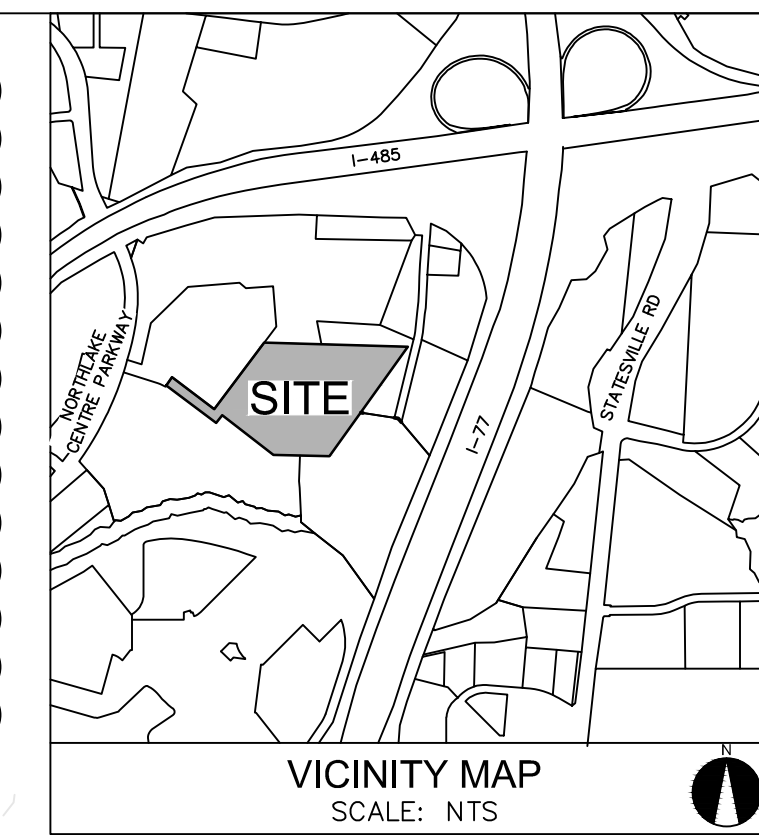 I-485
NORTHLAKE
CENTRE PARKWAY
SITE
STATESVILLE RD
I-77
VICINITY MAP
SCALE: NTS
N